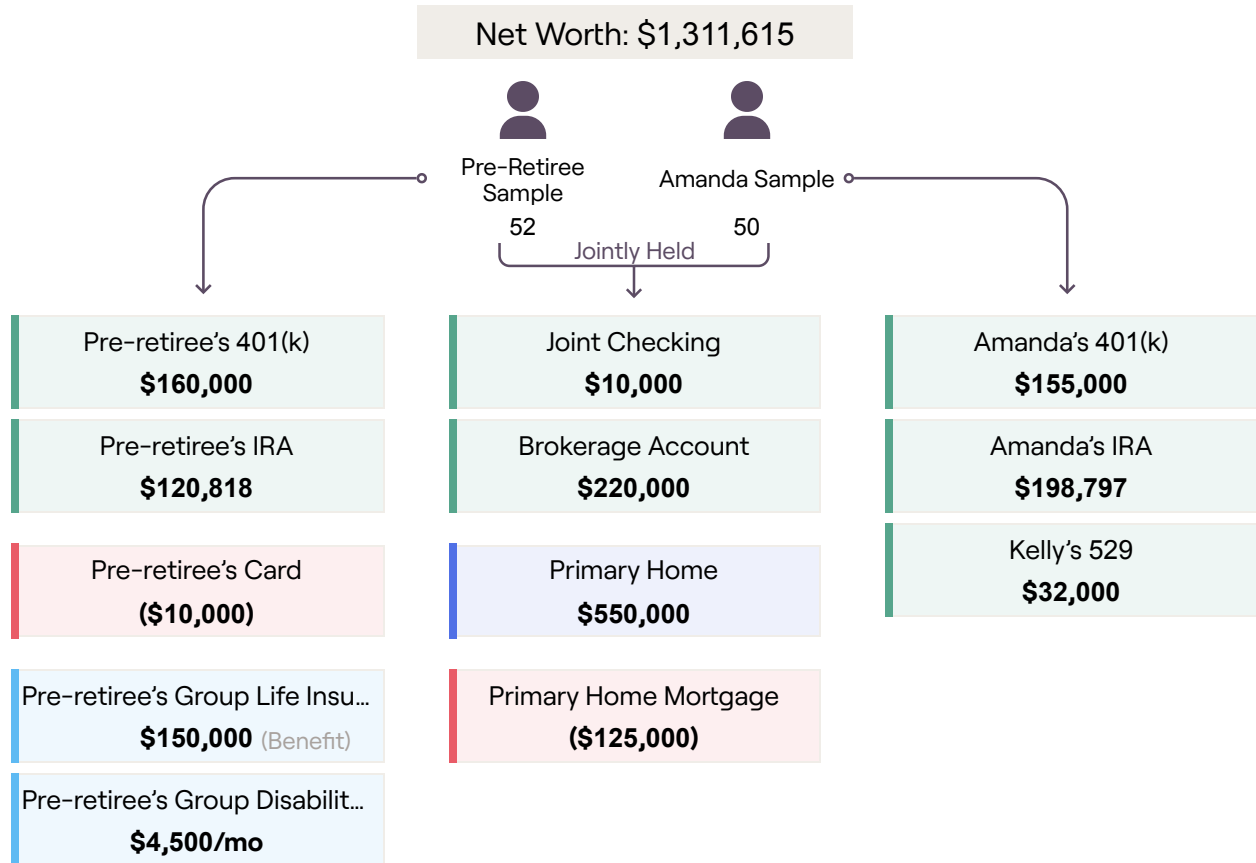 Net Worth: $1,311,615
Pre-Retiree
Sample
52
Amanda Sample
50
Jointly Held
Pre-retiree's 401(k)
$160,000
Pre-retiree's IRA
$120,818
Pre-retiree's Card
($10,000)
Pre-retiree's Group Life Insu...
$150,000 (Benefit)
Pre-retiree's Group Disabilit...
$4,500/mo
Joint Checking
$10,000
Brokerage Account
$220,000
Primary Home
$550,000
Primary Home Mortgage
($125,000)
Amanda's 401(k)
$155,000
Amanda's IRA
$198,797
Kelly's 529
$32,000